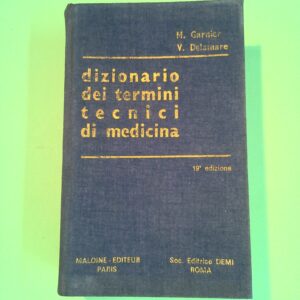 M. Garnier
V. Delamare
dizionario
dei termini
tecnici
di medicina
19ª edizione
MALOINE - EDITEUR
PARIS
Soc. Editrice DEMI
ROMA